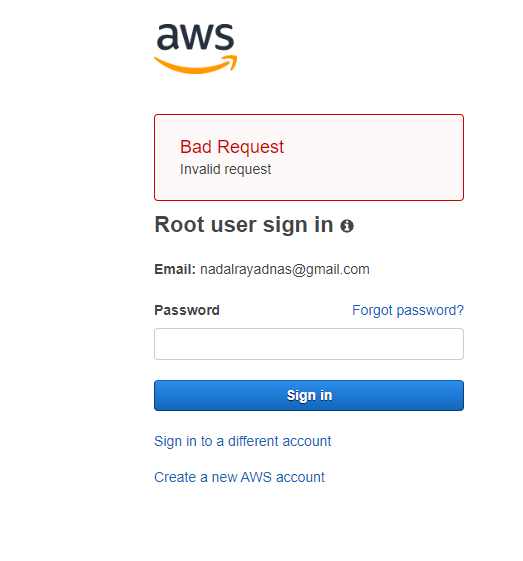 aws
Bad Request
Invalid request
Root user sign in
Email: nadalrayadnas@gmail.com
Password Forgot password?
Sign in
Sign in to a different account
Create a new AWS account